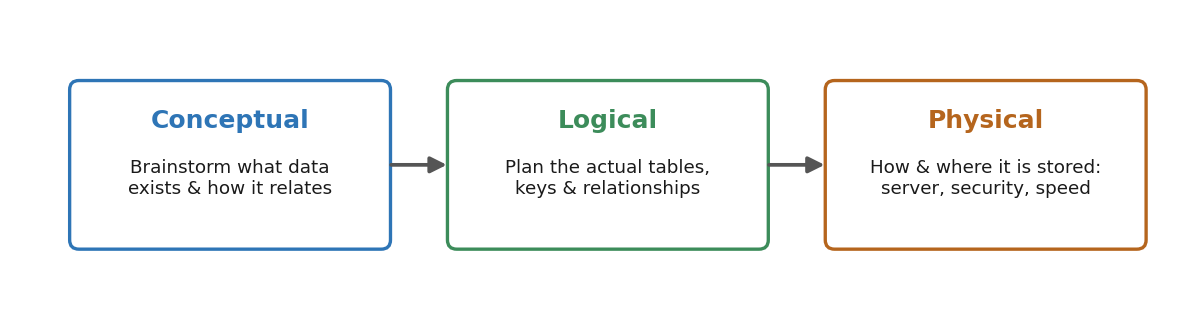 Conceptual
Brainstorm what data
exists & how it relates
Logical
Plan the actual tables,
keys & relationships
Physical
How & where it is stored:
server, security, speed